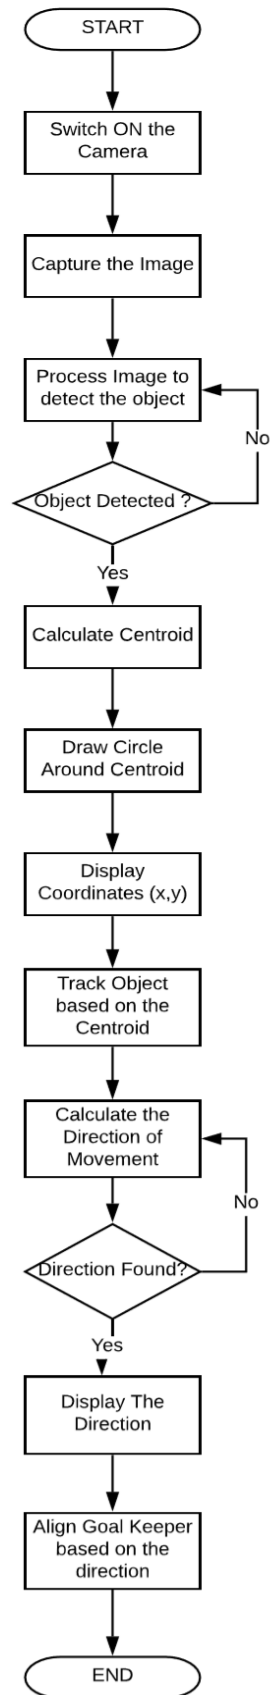 START
Switch ON the
Camera
Capture the Image
Process Image to
detect the object
No
Object Detected ?
Yes
Calculate Centroid
Draw Circle
Around Centroid
Display
Coordinates (x,y)
Track Object
based on the
Centroid
Calculate the
Direction of
Movement
No
Direction Found?
Yes
Display The
Direction
Align Goal Keeper
based on the
direction
END